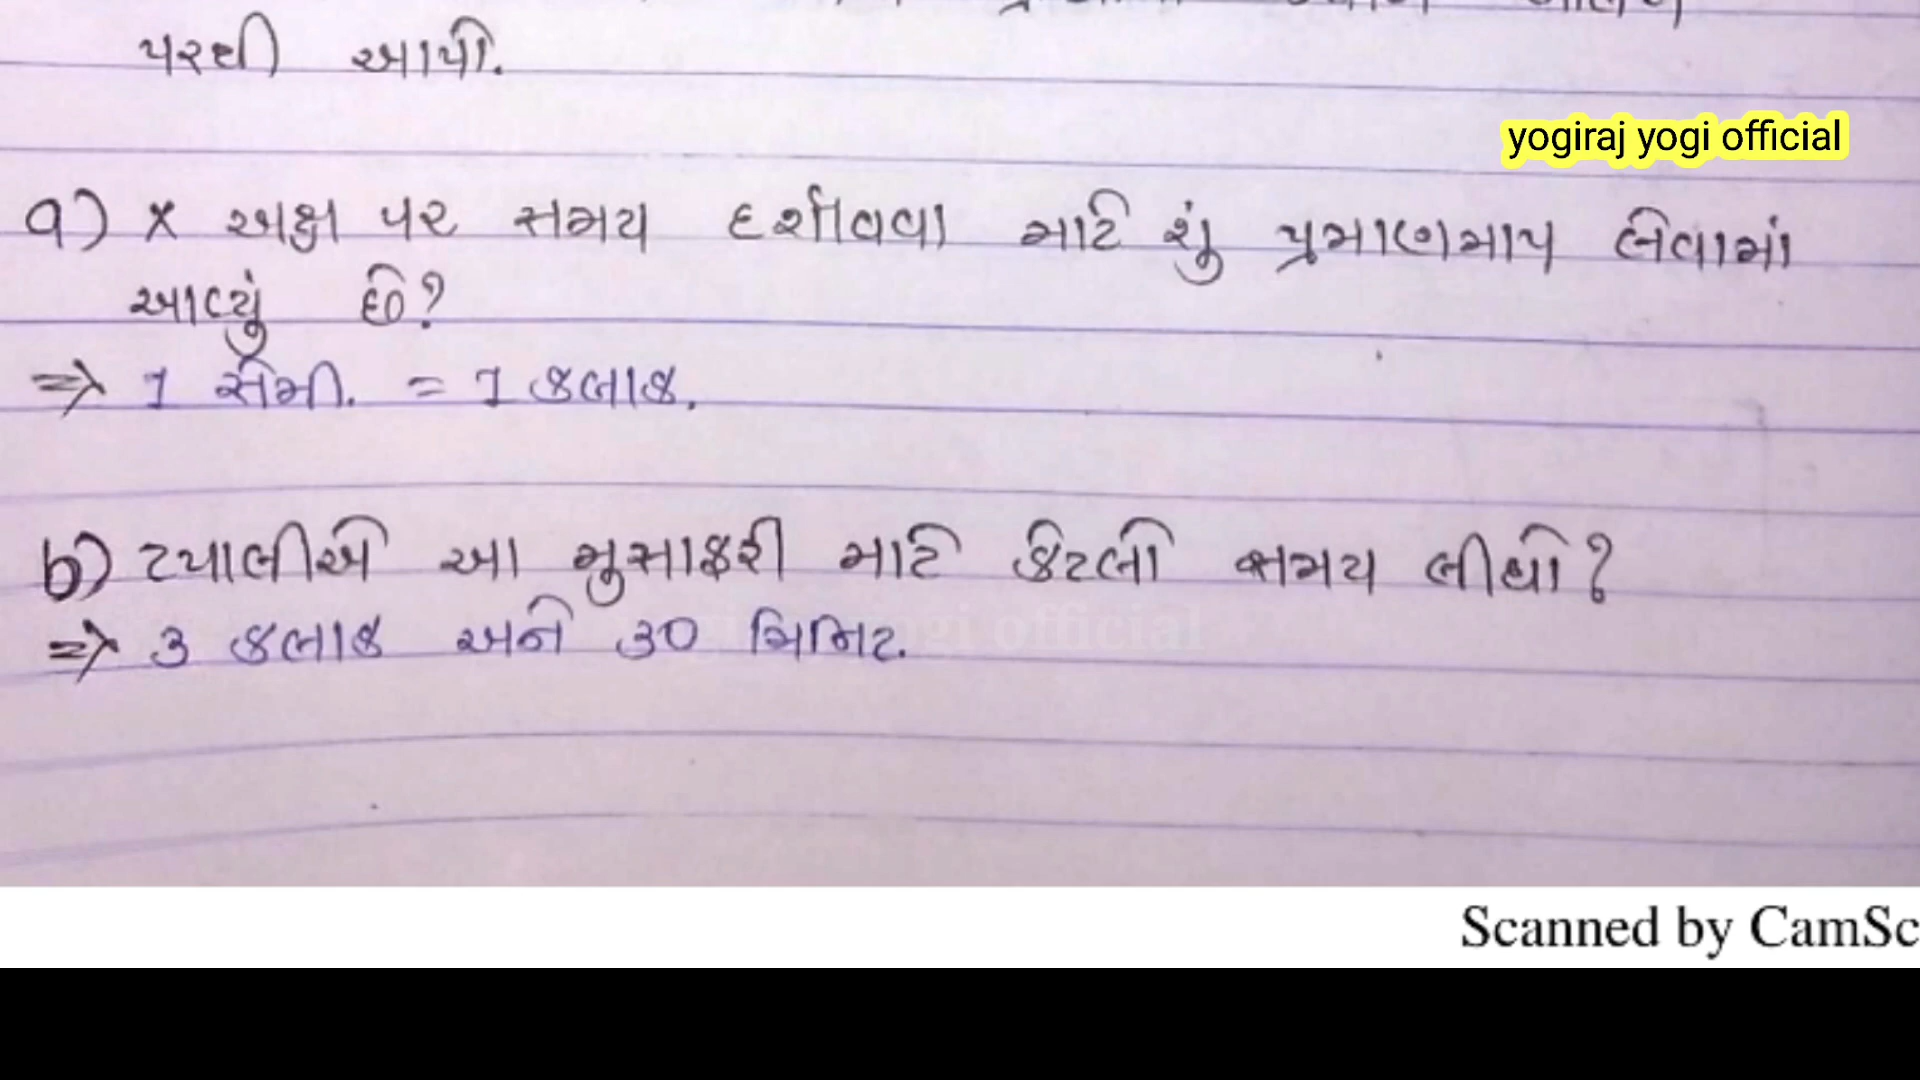 પરથી આપો.
yogiraj yogi official
a) X અક્ષ પર સમય દર્શાવવા માટે શું પ્રમાણમાપ લેવામાં
આવ્યું છે?
⇒ 1 સેમી. = 1 કલાક.
b) ટપાલીએ આ મુસાફરી માટે કેટલો સમય લીધો?
⇒ 3 કલાક અને 30 મિનિટ.
Scanned by CamSc